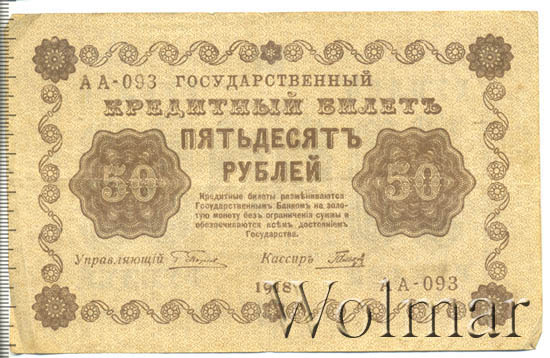 АА-093 ГОСУДАРСТВЕННЫЙ
КРЕДИТНЫЙ БИЛЕТЪ
ПЯТЬДЕСЯТЪ
РУБЛЕЙ
50 50
Кредитные билеты размѣниваются
Государственнымъ Банкомъ на золо-
тую монету безъ ограниченія суммы и
обезпечиваются всѣмъ достояніемъ
Государства.
Управляющій Кассиръ
1918
АА-093
Wolmar